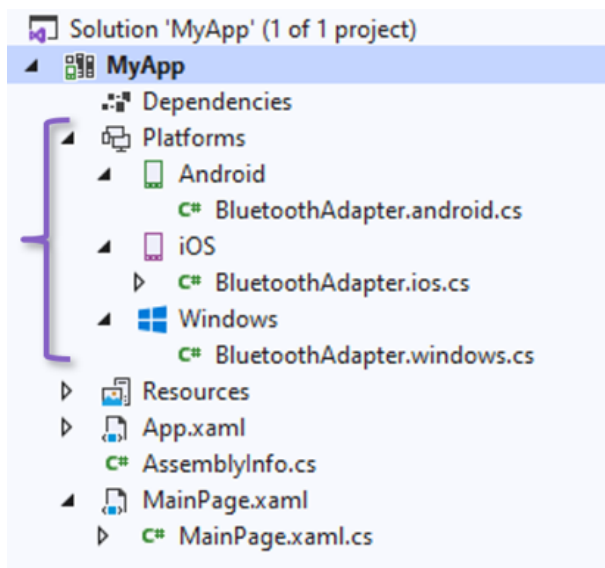 Solution 'MyApp' (1 of 1 project)
MyApp
Dependencies
Platforms
Android
C# BluetoothAdapter.android.cs
iOS
C# BluetoothAdapter.ios.cs
Windows
C# BluetoothAdapter.windows.cs
Resources
App.xaml
C# AssemblyInfo.cs
MainPage.xaml
C# MainPage.xaml.cs